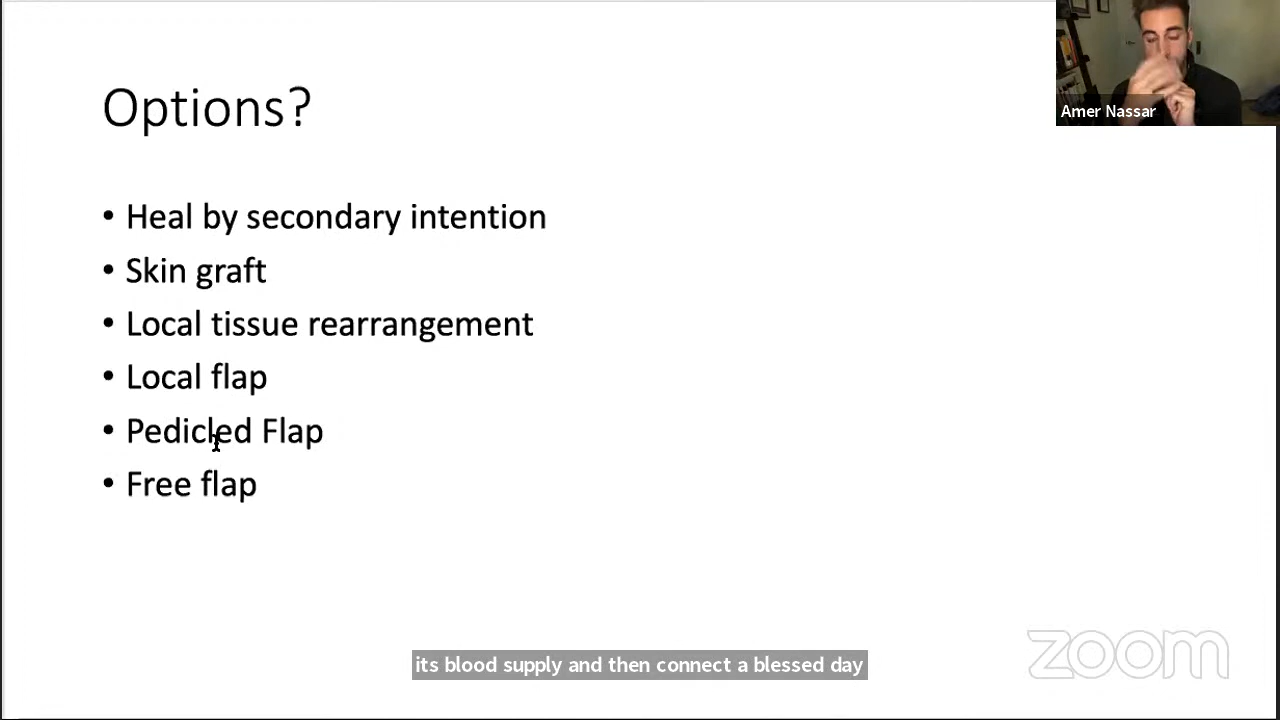 Options?
Amer Nassar
• Heal by secondary intention
• Skin graft
• Local tissue rearrangement
• Local flap
• Pedicled Flap
• Free flap
its blood supply and then connect a blessed day
zoom